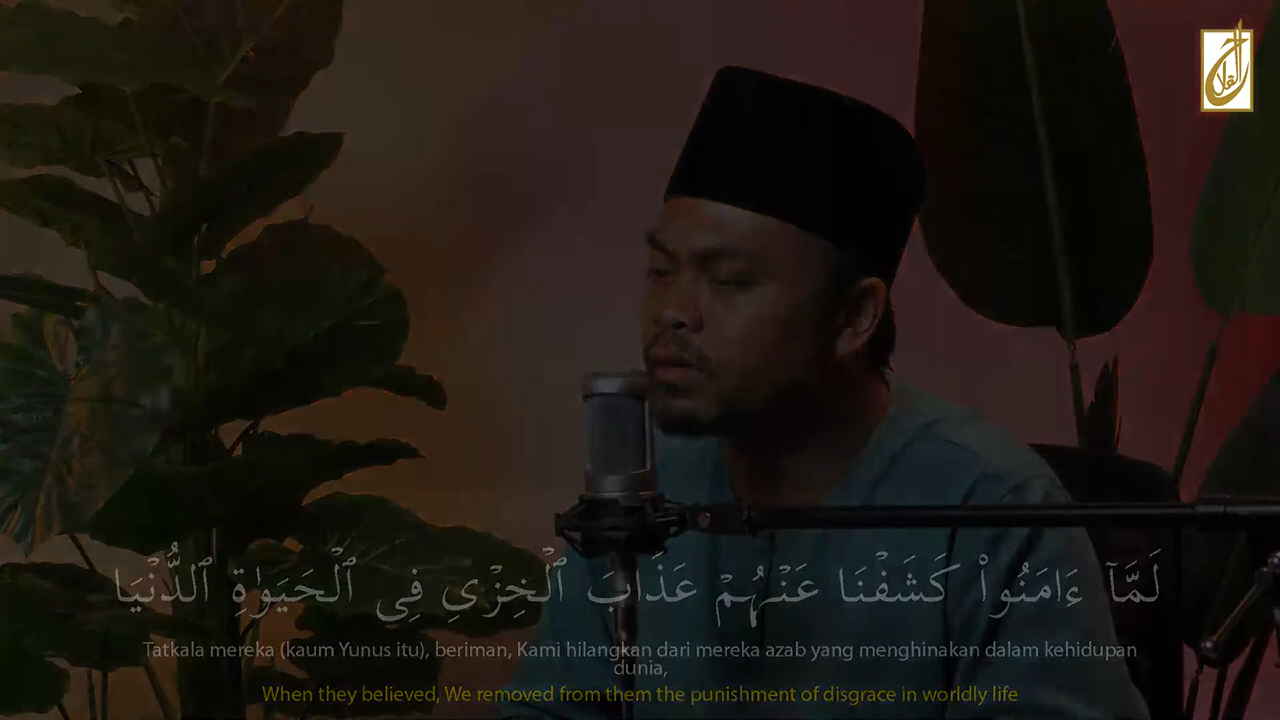 العلاج
لَمَّآ ءَامَنُوا۟ كَشَفْنَا عَنْهُمْ عَذَابَ ٱلْخِزْىِ فِى ٱلْحَيَوٰةِ ٱلدُّنْيَا
Tatkala mereka (kaum Yunus itu), beriman, Kami hilangkan dari mereka azab yang menghinakan dalam kehidupan
dunia,
When they believed, We removed from them the punishment of disgrace in worldly life